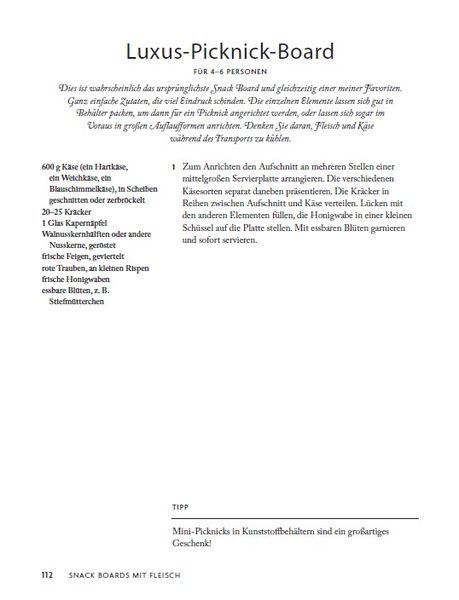 Luxus-Picknick-Board
FÜR 4–6 PERSONEN
Dies ist wahrscheinlich das ursprünglichste Snack Board und gleichzeitig einer meiner Favoriten.
Ganz einfache Zutaten, die viel Eindruck schinden. Die einzelnen Elemente lassen sich gut in
Behälter packen, um dann für ein Picknick angerichtet werden, oder lassen sich sogar im
Voraus in großen Auflaufformen anrichten. Denken Sie daran, Fleisch und Käse
während des Transports zu kühlen.
600 g Käse (ein Hartkäse,
ein Weichkäse, ein
Blauschimmelkäse), in Scheiben
geschnitten oder zerbröckelt
20–25 Kräcker
1 Glas Kapernäpfel
Walnusskernhälften oder andere
Nusskerne, geröstet
frische Feigen, geviertelt
rote Trauben, an kleinen Rispen
frische Honigwaben
essbare Blüten, z. B.
Stiefmütterchen
1 Zum Anrichten den Aufschnitt an mehreren Stellen einer
mittelgroßen Servierplatte arrangieren. Die verschiedenen
Käsesorten separat daneben präsentieren. Die Kräcker in
Reihen zwischen Aufschnitt und Käse verteilen. Lücken mit
den anderen Elementen füllen, die Honigwabe in einer kleinen
Schüssel auf die Platte stellen. Mit essbaren Blüten garnieren
und sofort servieren.
TIPP
Mini-Picknicks in Kunststoffbehältern sind ein großartiges
Geschenk!
112 SNACK BOARDS MIT FLEISCH